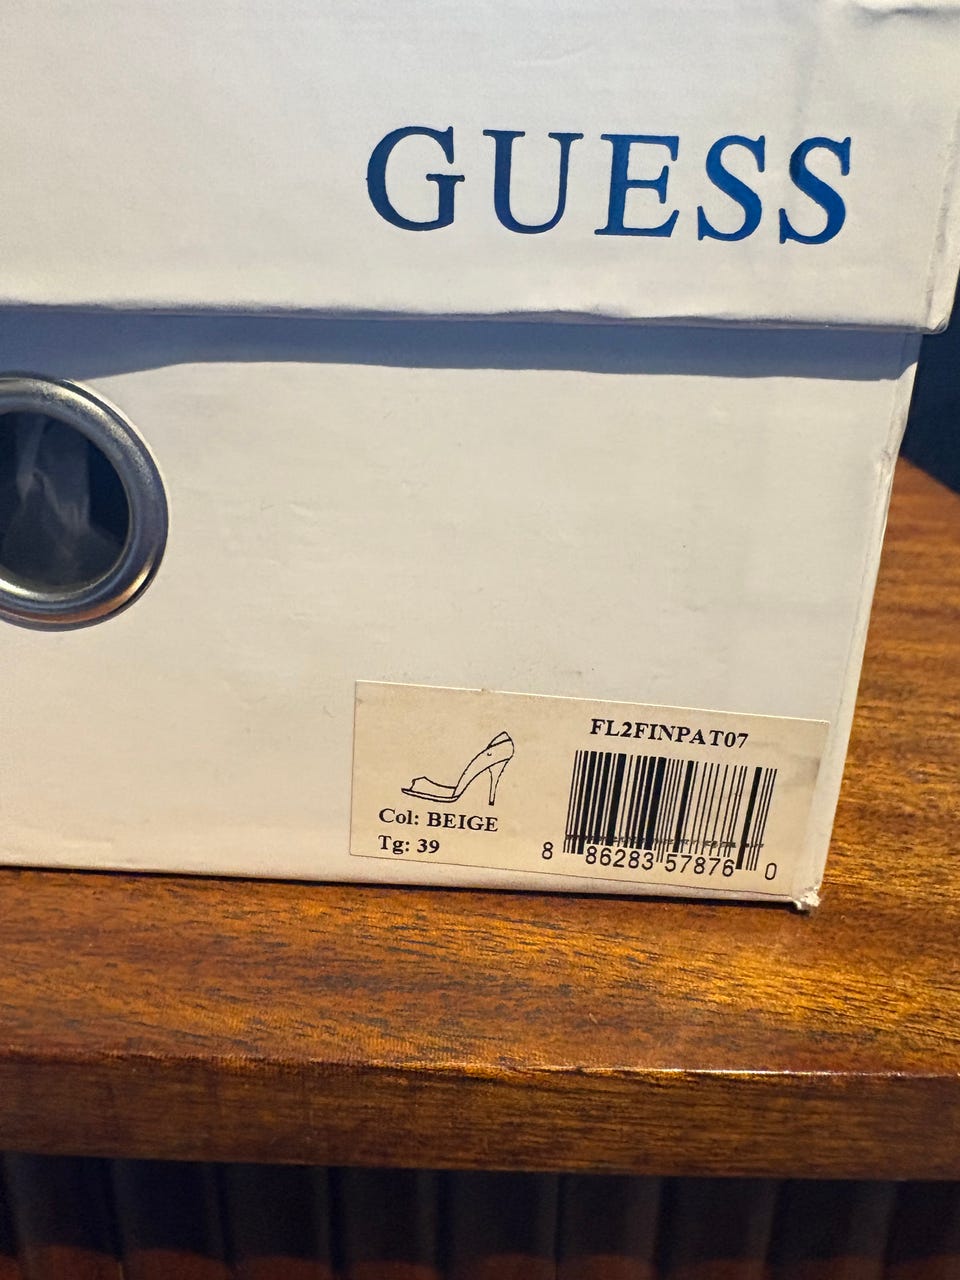 GUESS
FL2FINPAT07
Col: BEIGE
Tg: 39
8 86283 57876 0